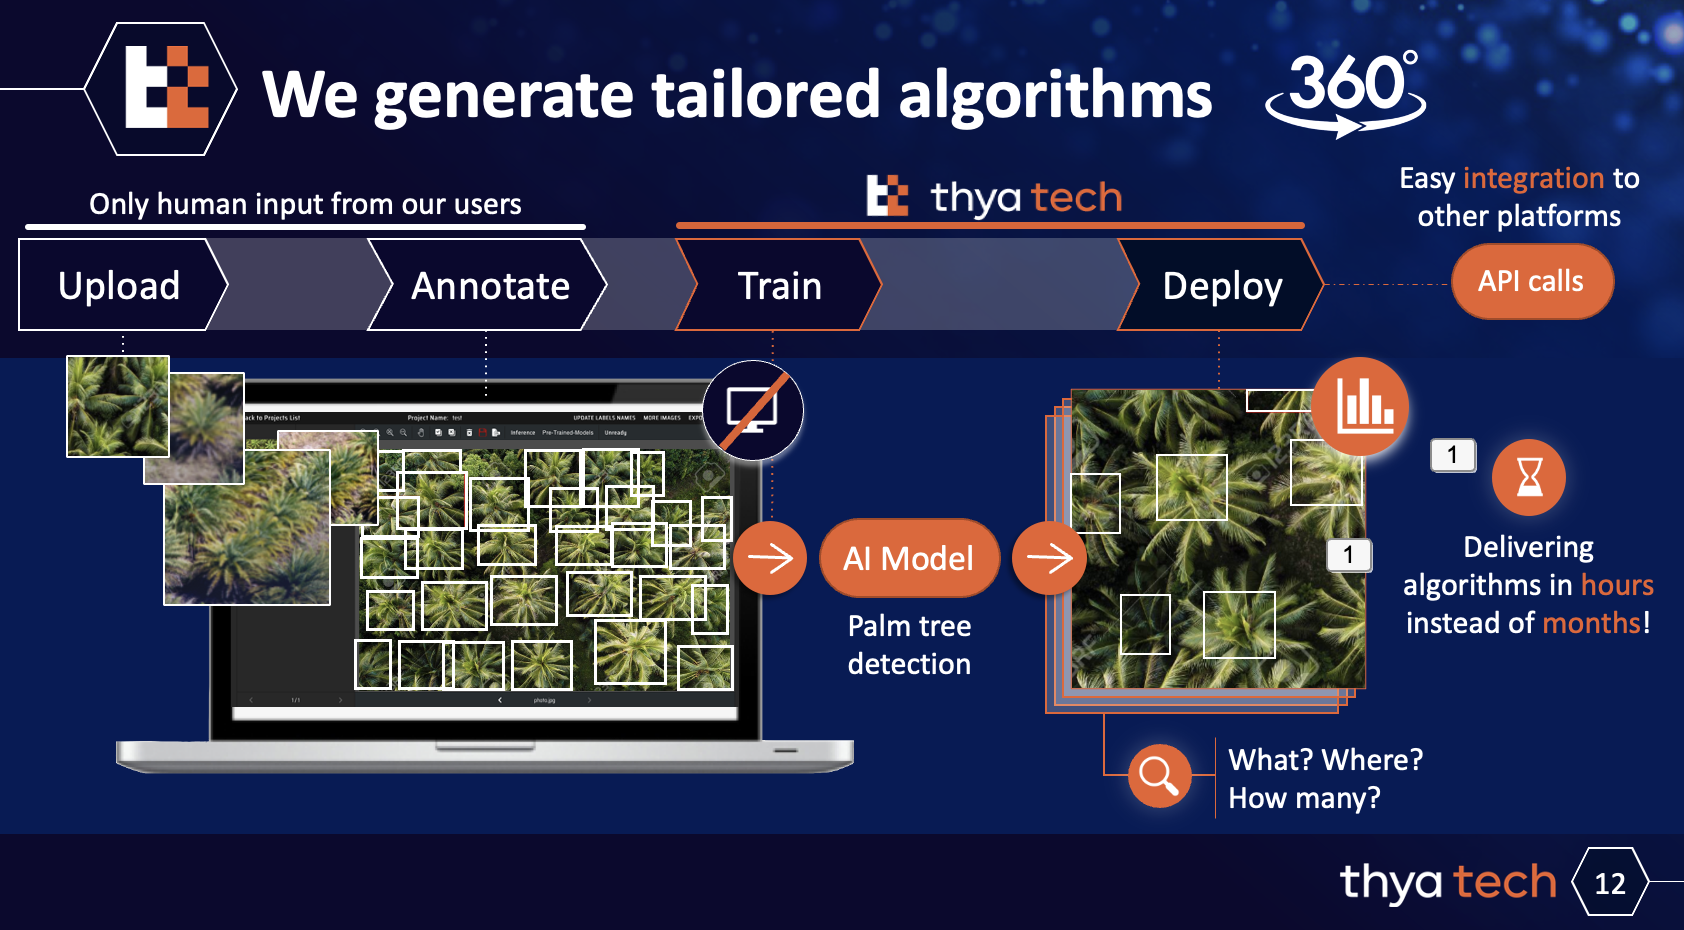 We generate tailored algorithms
360°
Only human input from our users
thya tech
Easy integration to
other platforms
Upload
Annotate
Train
Deploy
API calls
ack to Projects List
Project Name: test
UPDATE LABELS NAMES
MORE IMAGES
Inference
Pre-Trained-Models
Unready
1/1
photo.jpg
AI Model
Palm tree
detection
1
1
Delivering
algorithms in hours
instead of months!
What? Where?
How many?
thya tech
12